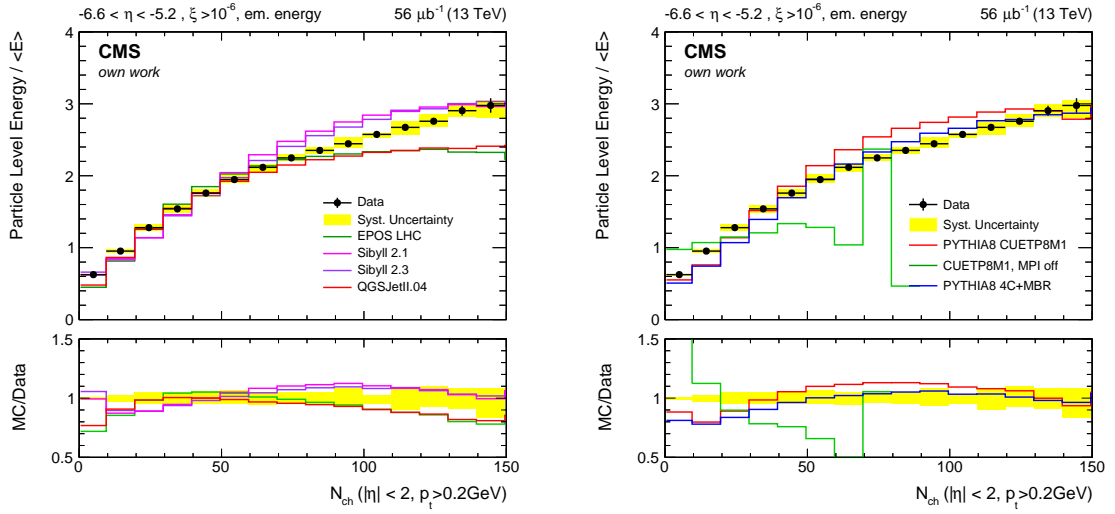 -6.6 < η < -5.2 , ξ >10⁻⁶, em. energy
56 μb⁻¹ (13 TeV)
Particle Level Energy / <E>
CMS
own work
Data
Syst. Uncertainty
EPOS LHC
Sibyll 2.1
Sibyll 2.3
QGSJetII.04
4
3
2
1
0
MC/Data
1.5
1
0.5
0
50
100
150
N_ch (|η| < 2, p_t>0.2GeV)
-6.6 < η < -5.2 , ξ >10⁻⁶, em. energy
56 μb⁻¹ (13 TeV)
Particle Level Energy / <E>
CMS
own work
Data
Syst. Uncertainty
PYTHIA8 CUETP8M1
CUETP8M1, MPI off
PYTHIA8 4C+MBR
4
3
2
1
0
MC/Data
1.5
1
0.5
0
50
100
150
N_ch (|η| < 2, p_t>0.2GeV)